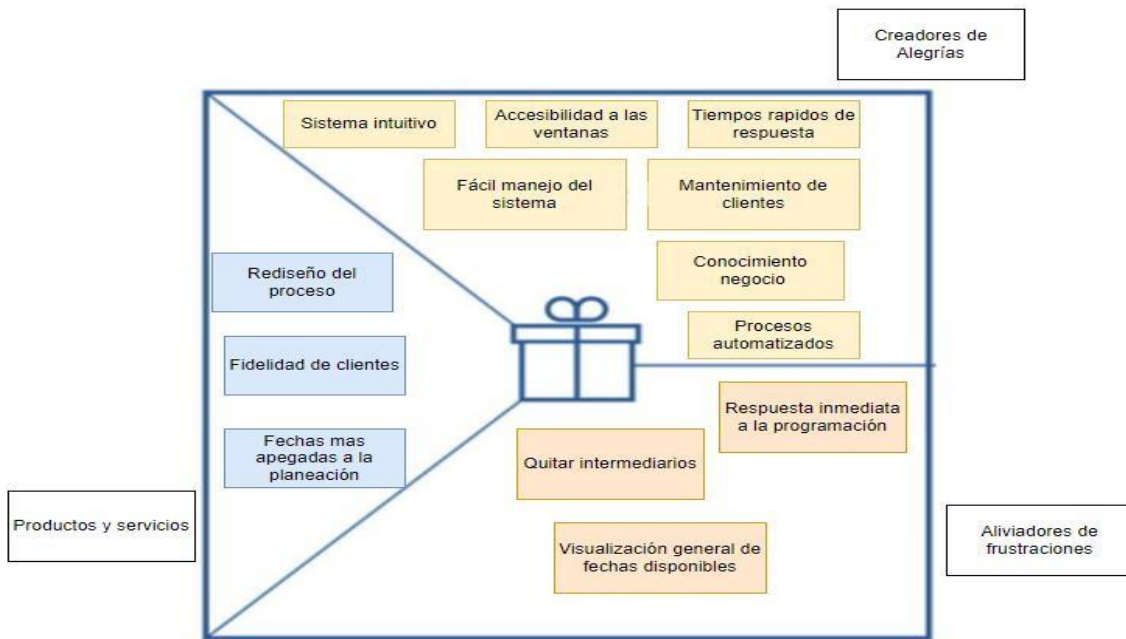 Creadores de
Alegrías
Sistema intuitivo
Accesibilidad a las
ventanas
Tiempos rapidos de
respuesta
Fácil manejo del
sistema
Mantenimiento de
clientes
Conocimiento
negocio
Procesos
automatizados
Rediseño del
proceso
Fidelidad de clientes
Fechas mas
apegadas a la
planeación
Productos y servicios
Respuesta inmediata
a la programación
Quitar intermediarios
Visualización general de
fechas disponibles
Aliviadores de
frustraciones